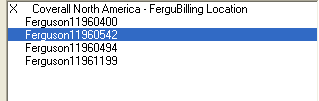 X Coverall North America - FerguBilling Location
Ferguson11960400
Ferguson11960542
Ferguson11960494
Ferguson11961199